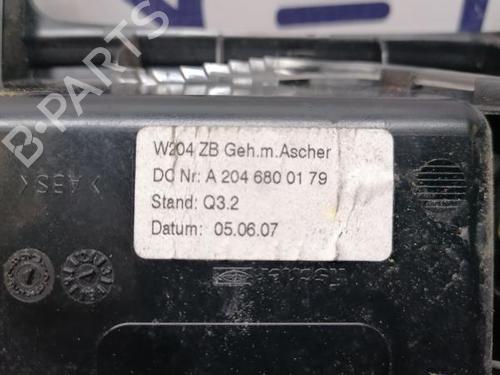 B-PARTS
W204 ZB Geh.m.Ascher
DC Nr: A 204 680 01 79
Stand: Q3.2
Datum: 05.06.07
>ABS<